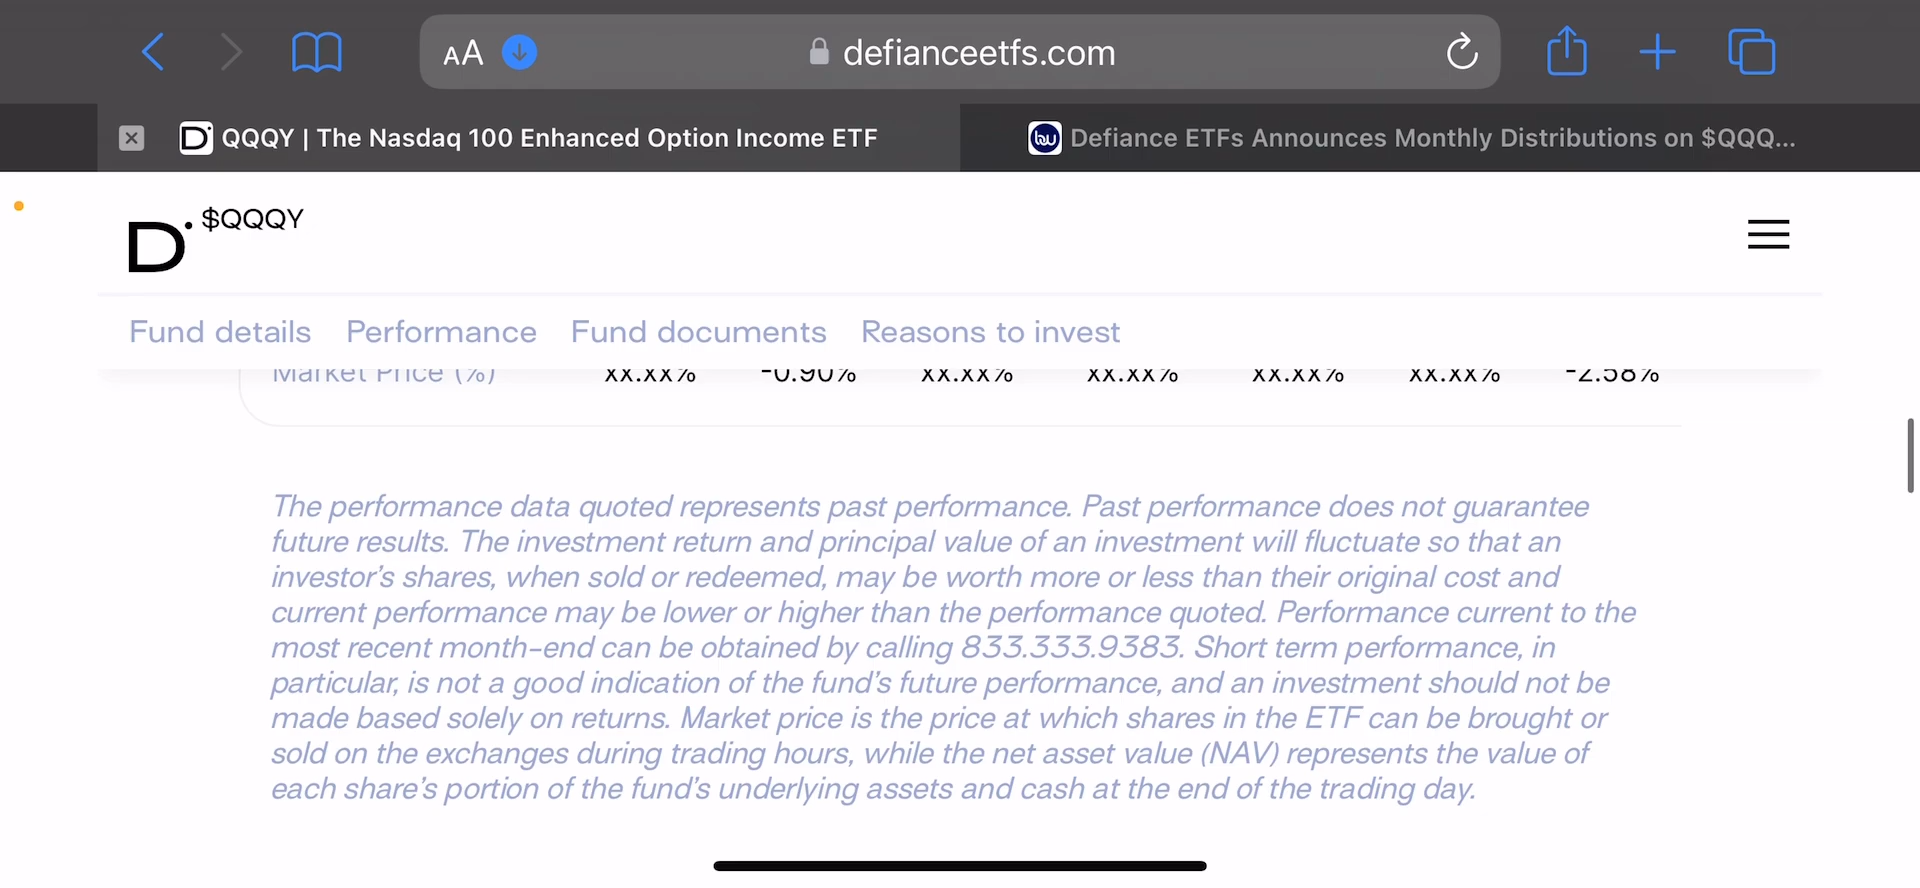 AA
defianceetfs.com
QQQY | The Nasdaq 100 Enhanced Option Income ETF
Defiance ETFs Announces Monthly Distributions on $QQQ...
D $QQQY
Fund details Performance Fund documents Reasons to invest
Market Price (%) xx.xx% -0.90% xx.xx% xx.xx% xx.xx% xx.xx% -2.58%
The performance data quoted represents past performance. Past performance does not guarantee
future results. The investment return and principal value of an investment will fluctuate so that an
investor's shares, when sold or redeemed, may be worth more or less than their original cost and
current performance may be lower or higher than the performance quoted. Performance current to the
most recent month-end can be obtained by calling 833.333.9383. Short term performance, in
particular, is not a good indication of the fund's future performance, and an investment should not be
made based solely on returns. Market price is the price at which shares in the ETF can be brought or
sold on the exchanges during trading hours, while the net asset value (NAV) represents the value of
each share's portion of the fund's underlying assets and cash at the end of the trading day.